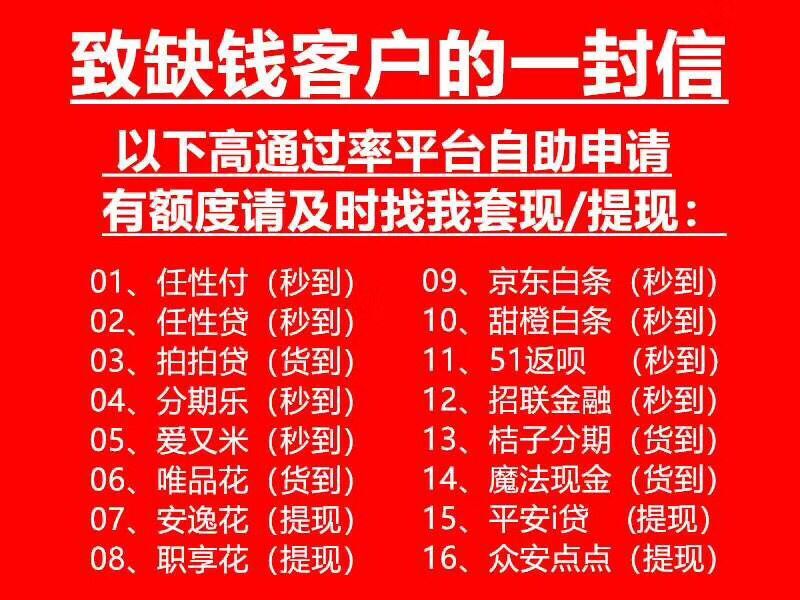 致缺钱客户的一封信
以下高通过率平台自助申请
有额度请及时找我套现/提现：
01、任性付（秒到）
02、任性贷（秒到）
03、拍拍贷（货到）
04、分期乐（秒到）
05、爱又米（秒到）
06、唯品花（货到）
07、安逸花（提现）
08、职享花（提现）
09、京东白条（秒到）
10、甜橙白条（秒到）
11、51返呗（秒到）
12、招联金融（秒到）
13、桔子分期（货到）
14、魔法现金（货到）
15、平安i贷（提现）
16、众安点点（提现）